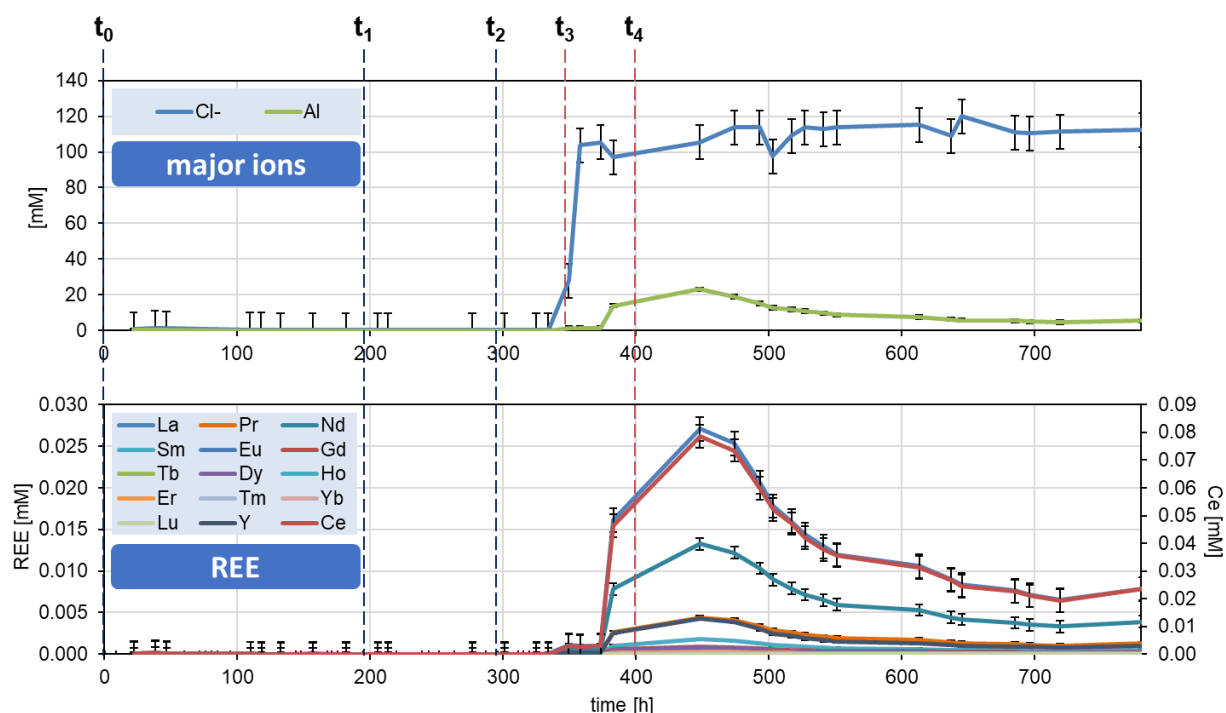 t0 t1 t2 t3 t4
140
120
100
80
60
40
20
0
[mM]
Cl- Al
major ions
0 100 200 300 400 500 600 700
0.030
0.025
0.020
0.015
0.010
0.005
0.000
REE [mM]
La Pr Nd
Sm Eu Gd
Tb Dy Ho
Er Tm Yb
Lu Y Ce
REE
0.09
0.08
0.07
0.06
0.05
0.04
0.03
0.02
0.01
0.00
Ce [mM]
0 100 200 300 400 500 600 700
time [h]